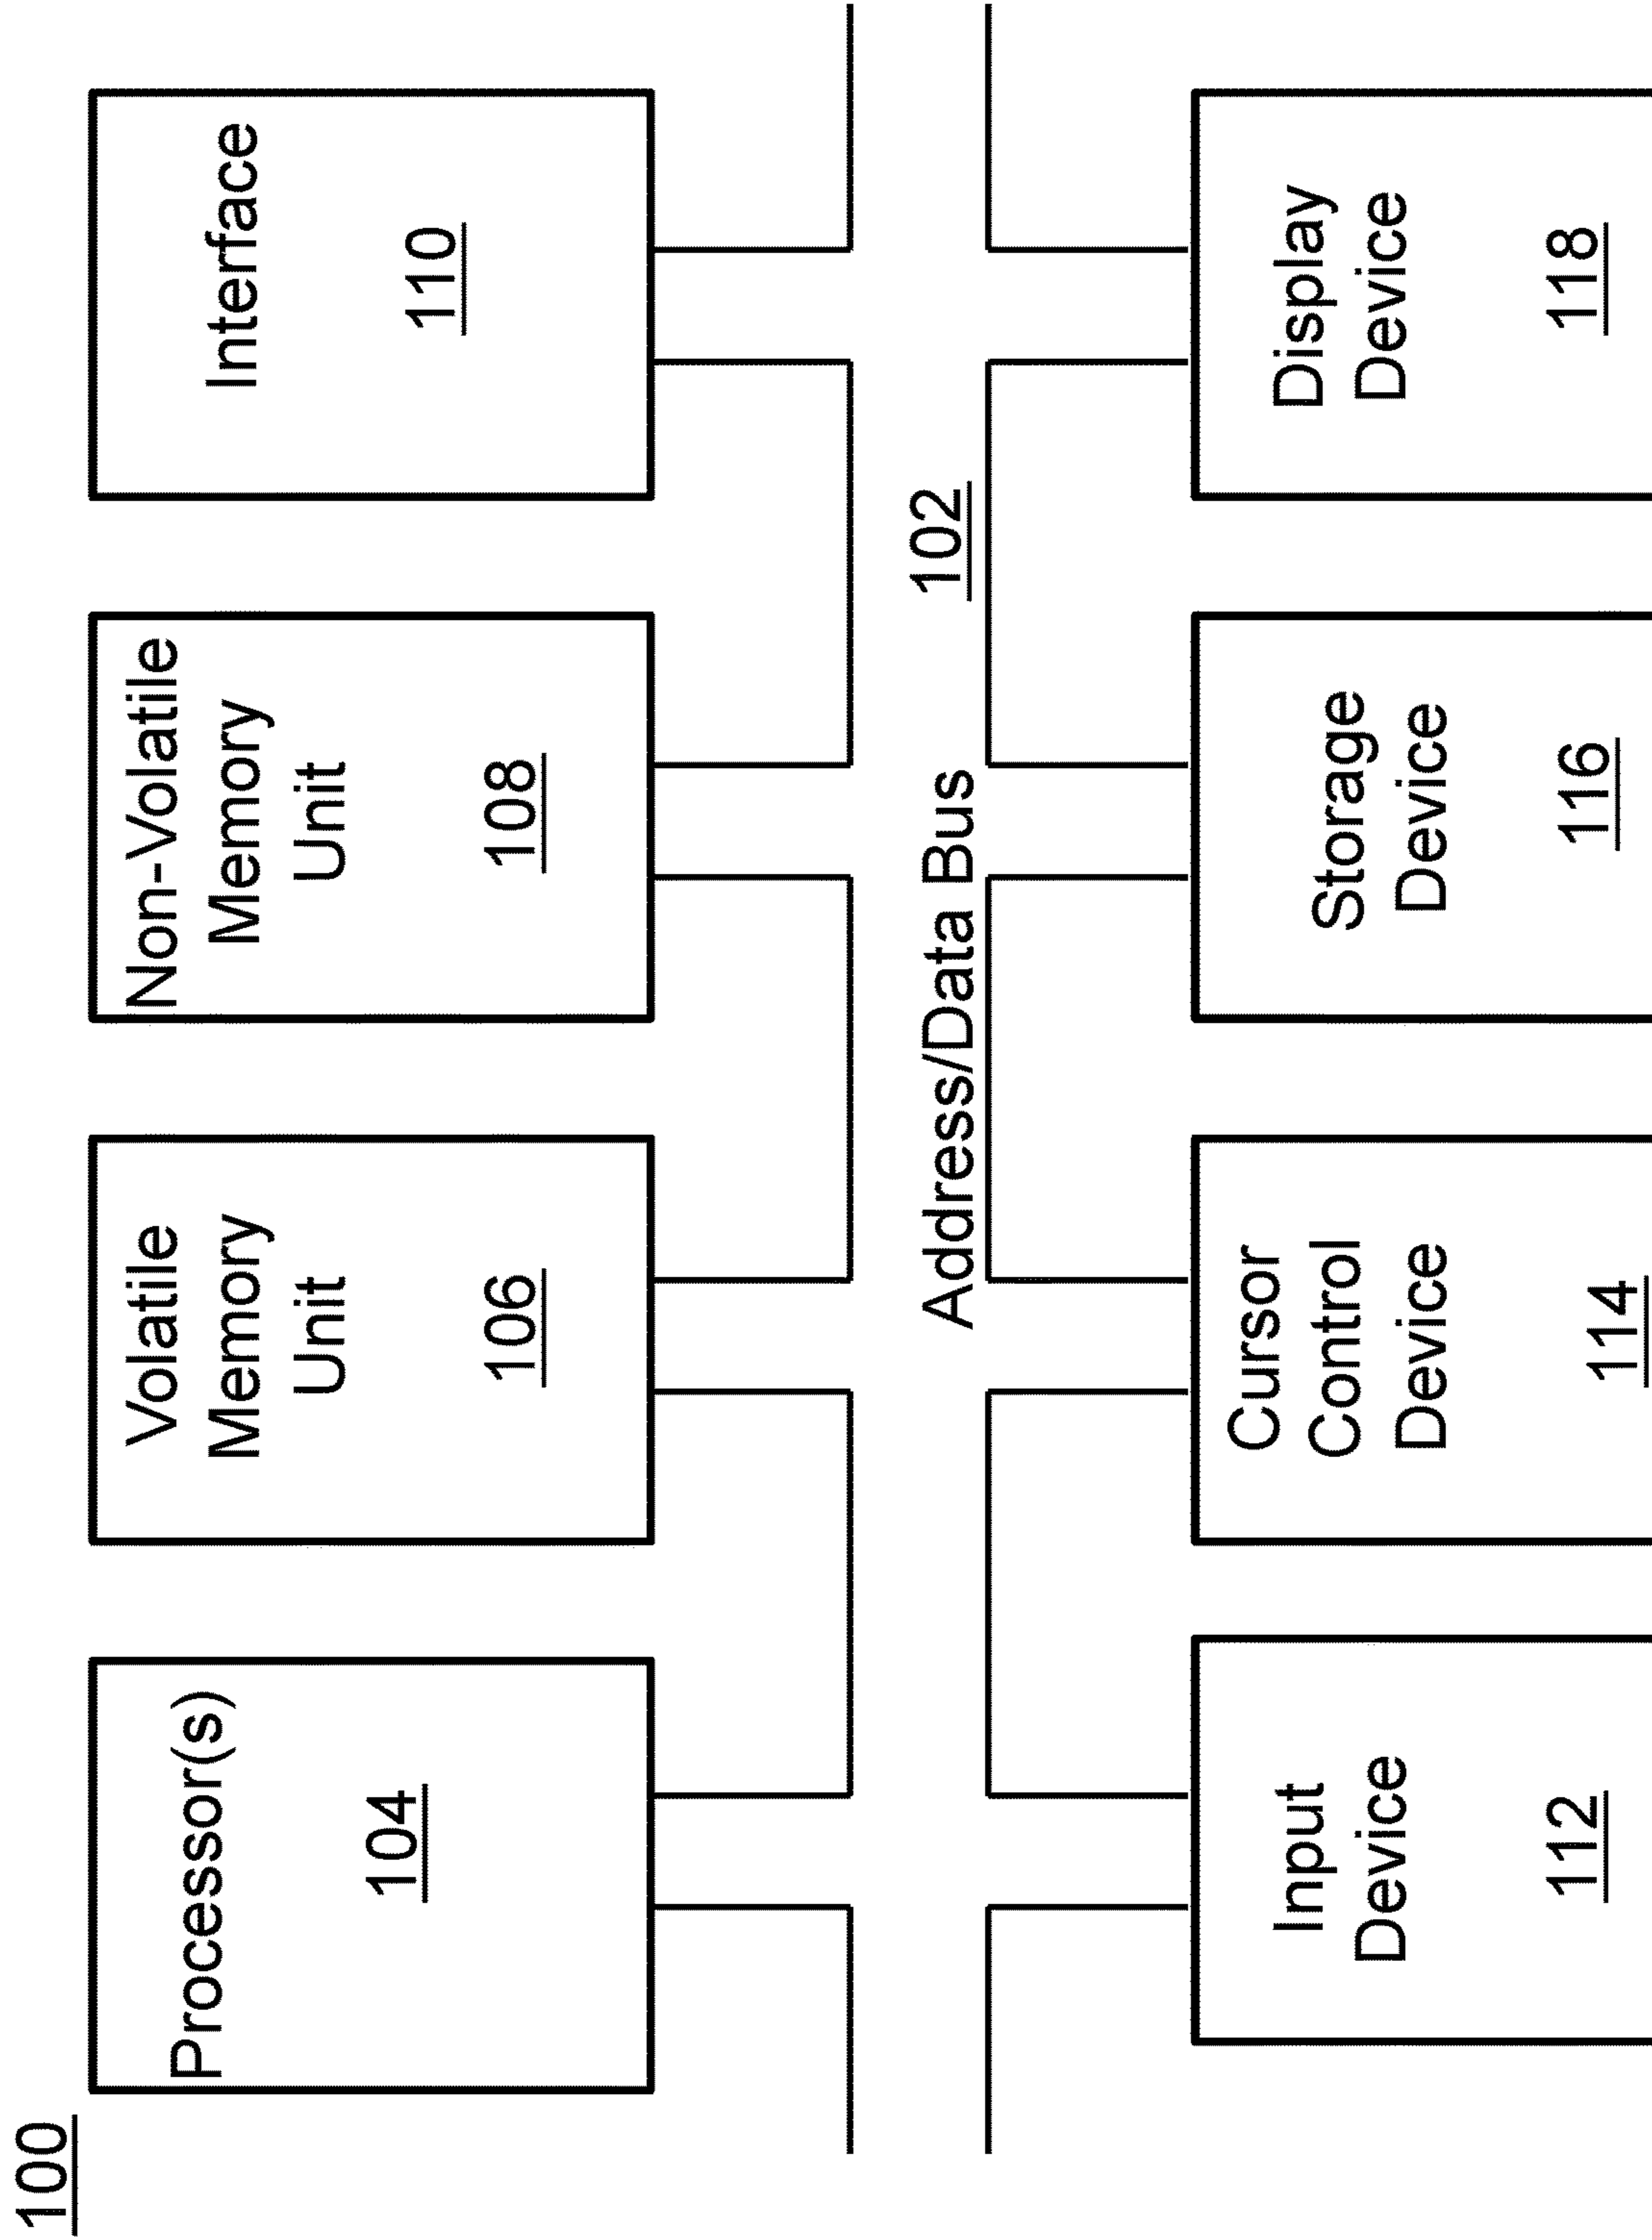 100
Processor(s)
104
Volatile
Memory
Unit
106
Non-Volatile
Memory
Unit
108
Interface
110
Address/Data Bus
102
Input
Device
112
Cursor
Control
Device
114
Storage
Device
116
Display
Device
118